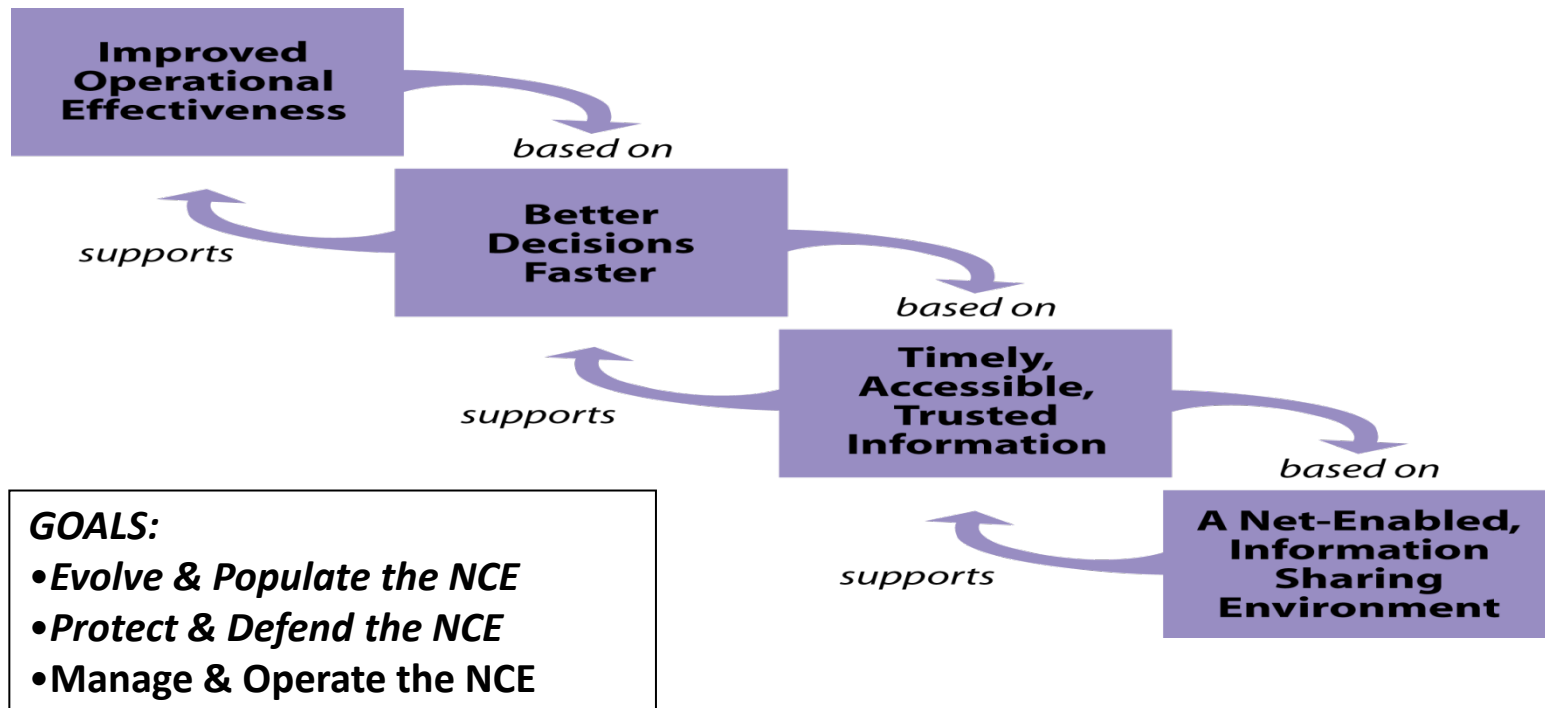 Improved
Operational
Effectiveness
based on
supports
Better
Decisions
Faster
based on
supports
Timely,
Accessible,
Trusted
Information
based on
supports
A Net-Enabled,
Information
Sharing
Environment
GOALS:
•Evolve & Populate the NCE
•Protect & Defend the NCE
•Manage & Operate the NCE